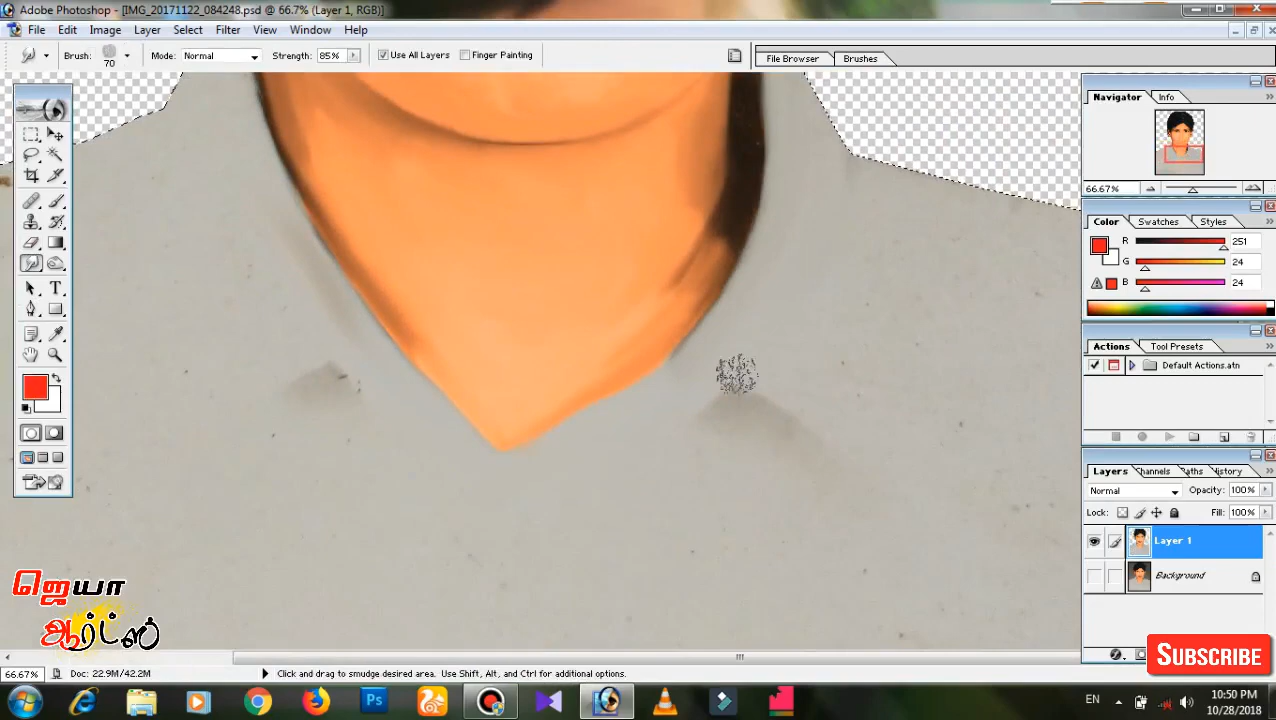 Adobe Photoshop - [IMG_20171122_084248.psd @ 66.7% (Layer 1, RGB)]
File Edit Image Layer Select Filter View Window Help
Brush: 70 Mode: Normal Strength: 85% Use All Layers Finger Painting File Browser Brushes
Navigator Info
66.67%
Color Swatches Styles
R 251
G 24
B 24
Actions Tool Presets
Default Actions.atn
Layers Channels Paths History
Normal Opacity: 100%
Lock: Fill: 100%
Layer 1
Background
ஜெயா
ஆர்ட்ஸ்
SUBSCRIBE
66.67% Doc: 22.9M/42.2M Click and drag to smudge desired area. Use Shift, Alt, and Ctrl for additional options.
Ps EN 10:50 PM
10/28/2018